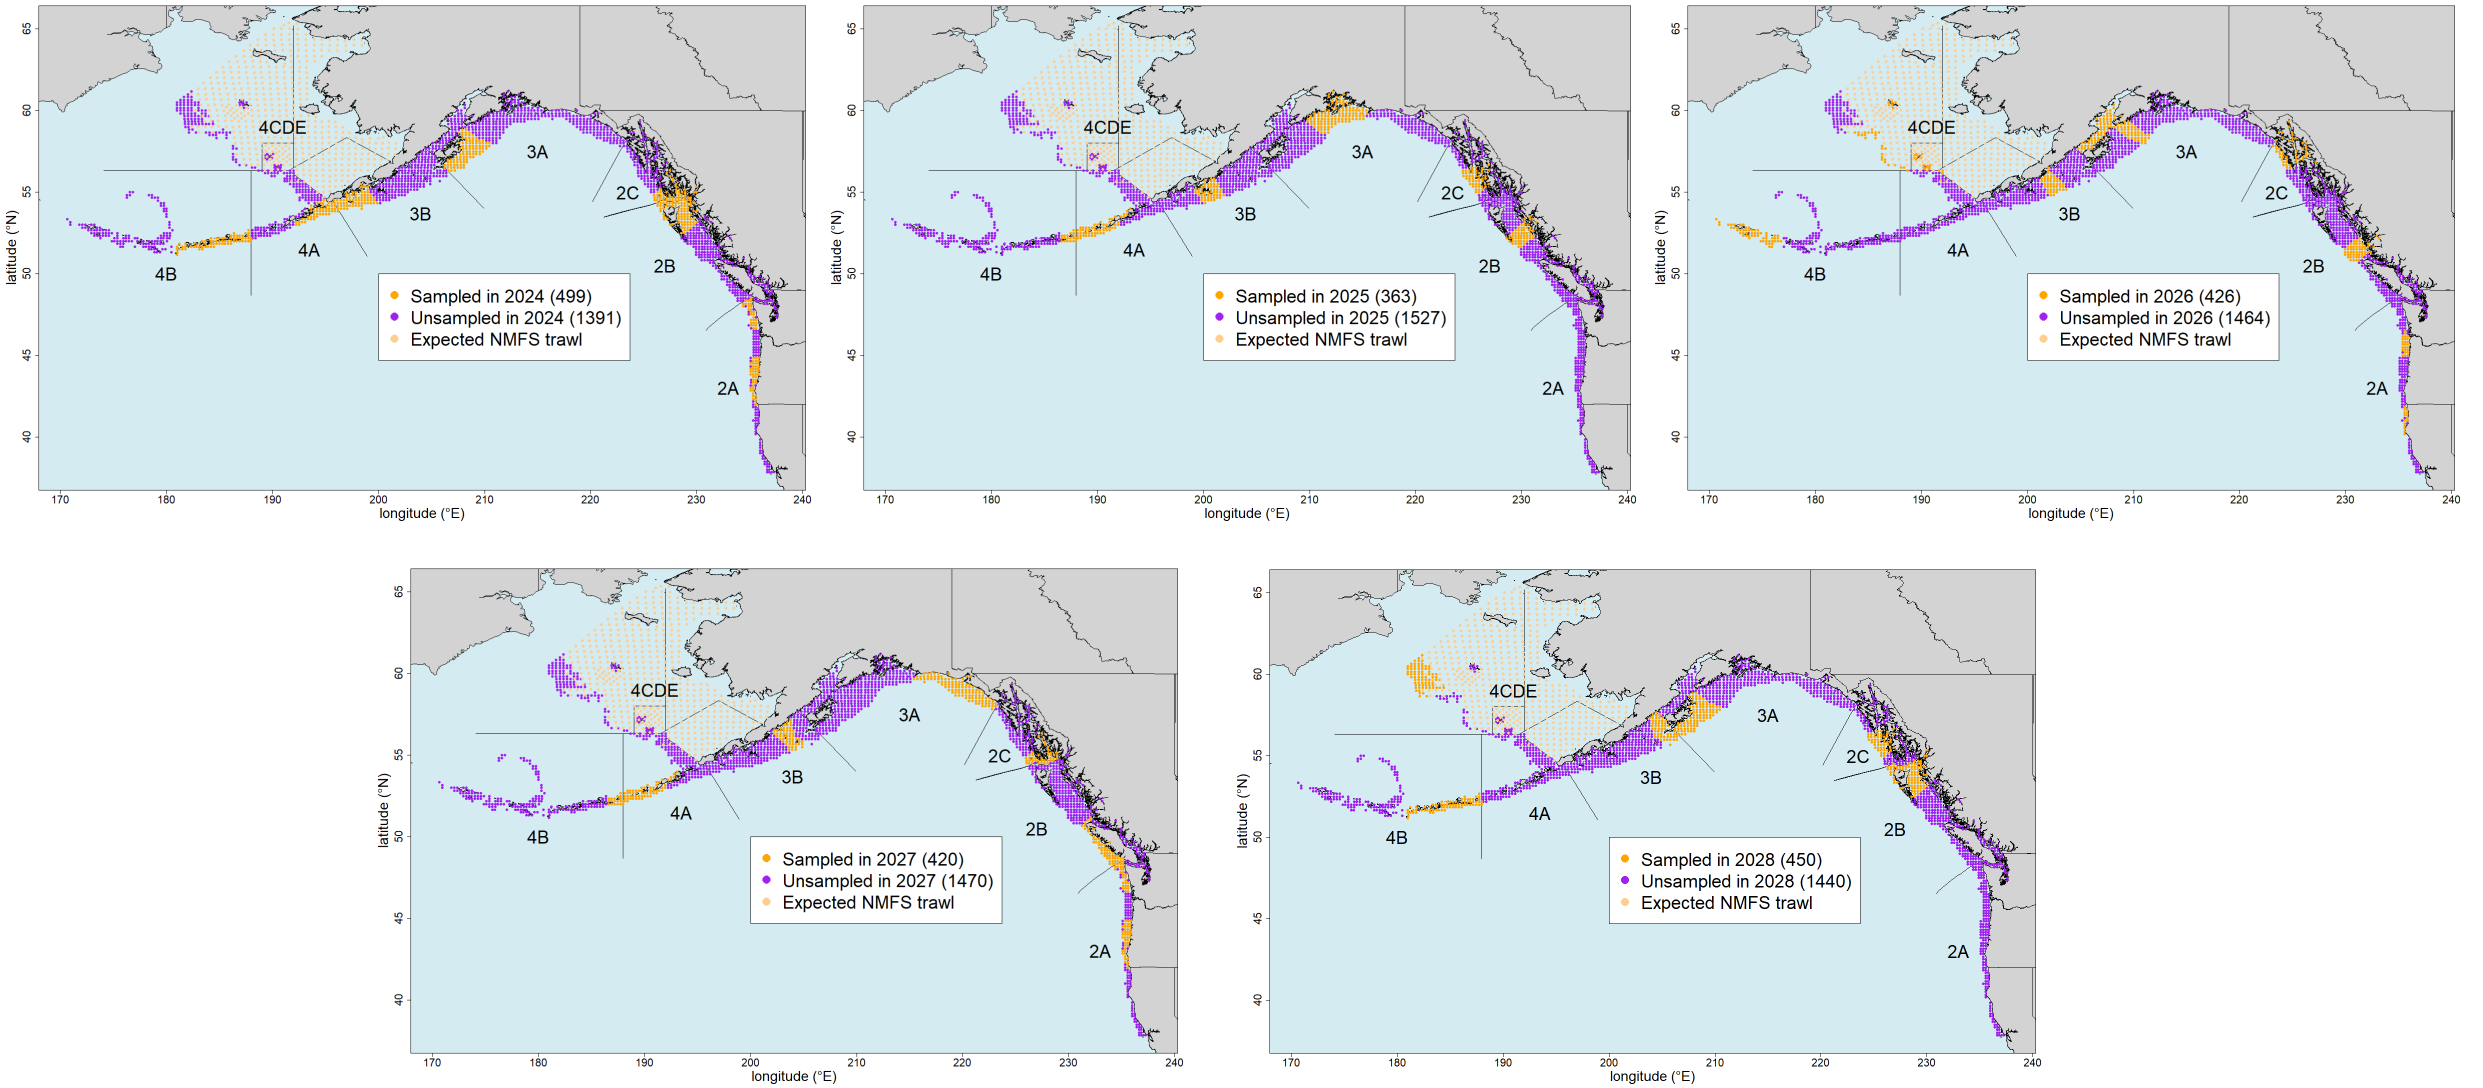 65
60
55
50
45
40
latitude (°N)
4CDE
3A
2C
3B
4A
4B
2B
2A
Sampled in 2024 (499)
Unsampled in 2024 (1391)
Expected NMFS trawl
170 180 190 200 210 220 230 240
longitude (°E)
65
60
55
50
45
40
latitude (°N)
4CDE
3A
2C
3B
4A
4B
2B
2A
Sampled in 2025 (363)
Unsampled in 2025 (1527)
Expected NMFS trawl
170 180 190 200 210 220 230 240
longitude (°E)
65
60
55
50
45
40
latitude (°N)
4CDE
3A
2C
3B
4A
4B
2B
2A
Sampled in 2026 (426)
Unsampled in 2026 (1464)
Expected NMFS trawl
170 180 190 200 210 220 230 240
longitude (°E)
65
60
55
50
45
40
latitude (°N)
4CDE
3A
2C
3B
4A
4B
2B
2A
Sampled in 2027 (420)
Unsampled in 2027 (1470)
Expected NMFS trawl
170 180 190 200 210 220 230 240
longitude (°E)
65
60
55
50
45
40
latitude (°N)
4CDE
3A
2C
3B
4A
4B
2B
2A
Sampled in 2028 (450)
Unsampled in 2028 (1440)
Expected NMFS trawl
170 180 190 200 210 220 230 240
longitude (°E)